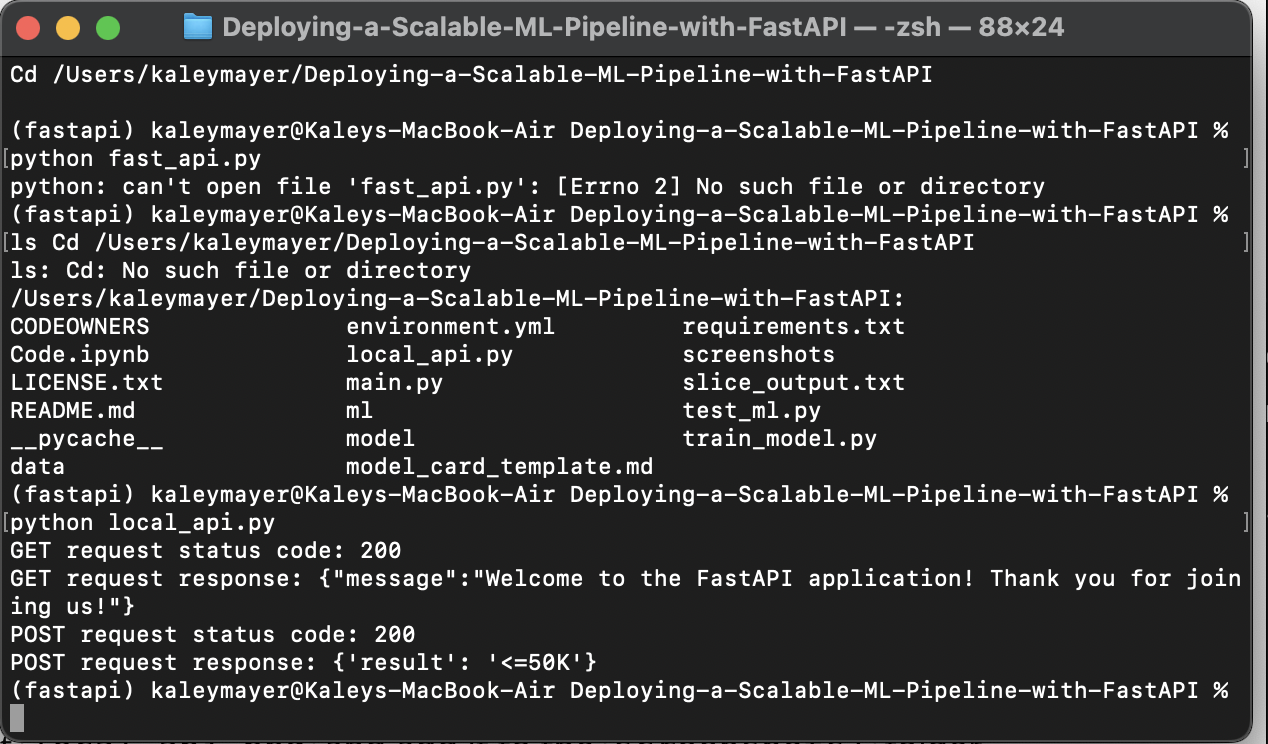 Deploying-a-Scalable-ML-Pipeline-with-FastAPI — -zsh — 88×24
Cd /Users/kaleymayer/Deploying-a-Scalable-ML-Pipeline-with-FastAPI
(fastapi) kaleymayer@Kaleys-MacBook-Air Deploying-a-Scalable-ML-Pipeline-with-FastAPI %
[python fast_api.py ]
python: can't open file 'fast_api.py': [Errno 2] No such file or directory
(fastapi) kaleymayer@Kaleys-MacBook-Air Deploying-a-Scalable-ML-Pipeline-with-FastAPI %
[ls Cd /Users/kaleymayer/Deploying-a-Scalable-ML-Pipeline-with-FastAPI ]
ls: Cd: No such file or directory
/Users/kaleymayer/Deploying-a-Scalable-ML-Pipeline-with-FastAPI:
CODEOWNERS environment.yml requirements.txt
Code.ipynb local_api.py screenshots
LICENSE.txt main.py slice_output.txt
README.md ml test_ml.py
__pycache__ model train_model.py
data model_card_template.md
(fastapi) kaleymayer@Kaleys-MacBook-Air Deploying-a-Scalable-ML-Pipeline-with-FastAPI %
[python local_api.py ]
GET request status code: 200
GET request response: {"message":"Welcome to the FastAPI application! Thank you for join
ing us!"}
POST request status code: 200
POST request response: {'result': '<=50K'}
(fastapi) kaleymayer@Kaleys-MacBook-Air Deploying-a-Scalable-ML-Pipeline-with-FastAPI %